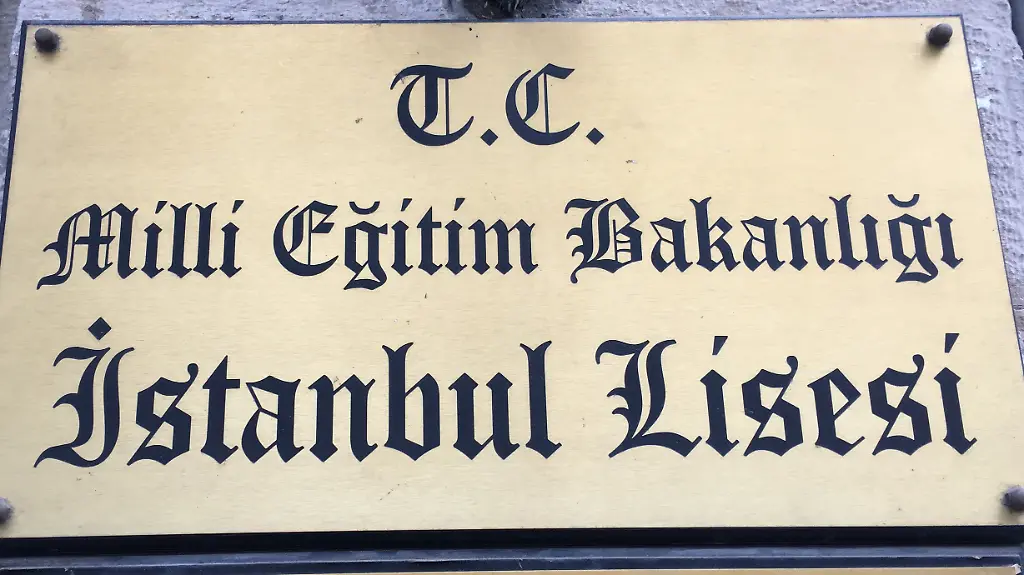 T.C.
Milli Eğitim Bakanlığı
İstanbul Lisesi